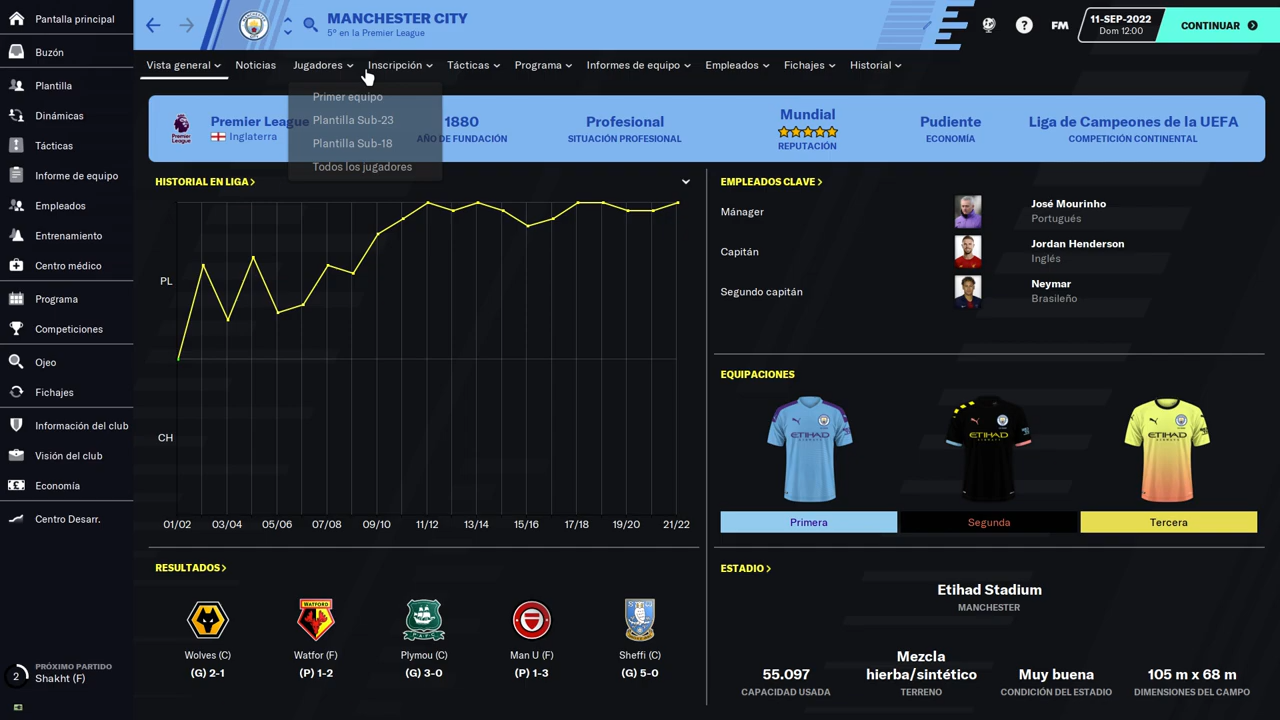 Pantalla principal
Buzón
Plantilla
Dinámicas
Tácticas
Informe de equipo
Empleados
Entrenamiento
Centro médico
Programa
Competiciones
Ojeo
Fichajes
Información del club
Visión del club
Economía
Centro Desarr.
2
PRÓXIMO PARTIDO
Shakht (F)
MANCHESTER CITY
5º en la Premier League
FM
11-SEP-2022
Dom 12:00
CONTINUAR
Vista general
Noticias
Jugadores
Inscripción
Tácticas
Programa
Informes de equipo
Empleados
Fichajes
Historial
Primer equipo
Plantilla Sub-23
Plantilla Sub-18
Todos los jugadores
Premier League
Inglaterra
1880
AÑO DE FUNDACIÓN
Profesional
SITUACIÓN PROFESIONAL
Mundial
REPUTACIÓN
Pudiente
ECONOMÍA
Liga de Campeones de la UEFA
COMPETICIÓN CONTINENTAL
HISTORIAL EN LIGA
PL
CH
01/02 03/04 05/06 07/08 09/10 11/12 13/14 15/16 17/18 19/20 21/22
EMPLEADOS CLAVE
Mánager
José Mourinho
Portugués
Capitán
Jordan Henderson
Inglés
Segundo capitán
Neymar
Brasileño
EQUIPACIONES
ETIHAD
ETIHAD
ETIHAD
Primera
Segunda
Tercera
RESULTADOS
WATFORD
Wolves (C)
(G) 2-1
Watfor (F)
(P) 1-2
Plymou (C)
(G) 3-0
Man U (F)
(P) 1-3
Sheffi (C)
(G) 5-0
ESTADIO
Etihad Stadium
MANCHESTER
55.097
CAPACIDAD USADA
Mezcla
hierba/sintético
TERRENO
Muy buena
CONDICIÓN DEL ESTADIO
105 m x 68 m
DIMENSIONES DEL CAMPO